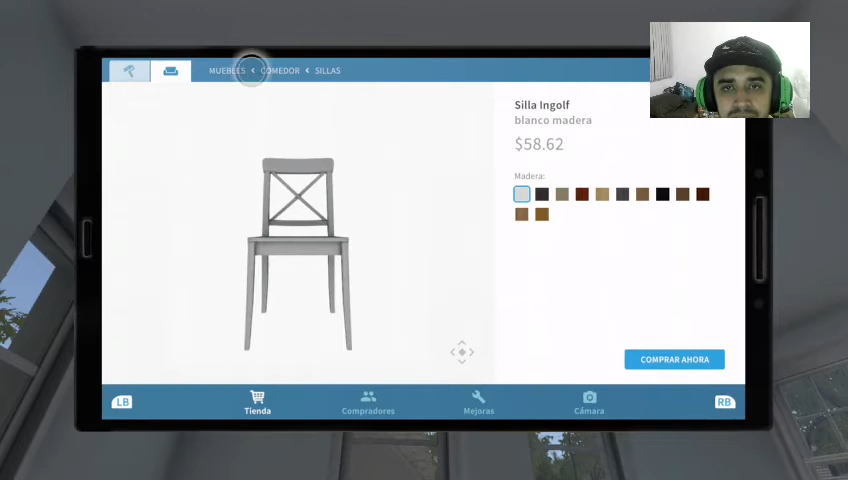 MUEBLES < COMEDOR < SILLAS
Silla Ingolf
blanco madera
$58.62
Madera:
COMPRAR AHORA
LB
Tienda
Compradores
Mejoras
Cámara
RB